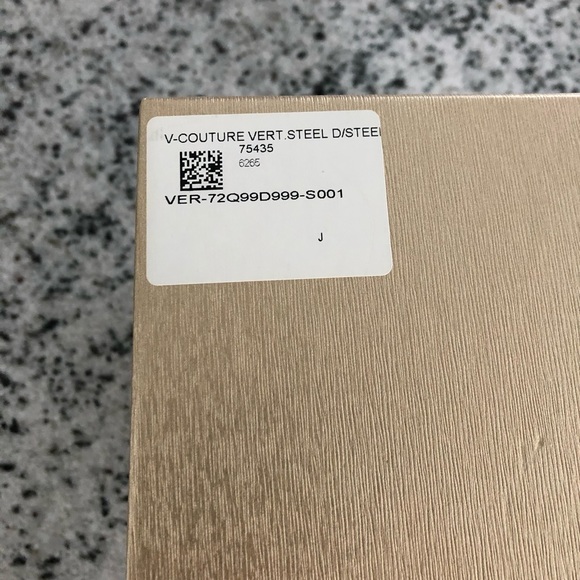 V-COUTURE VERT.STEEL D/STEEL
75435
6265
VER-72Q99D999-S001
J